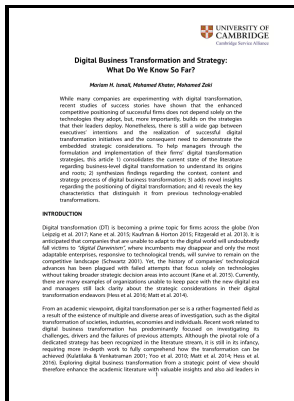 UNIVERSITY OF
CAMBRIDGE
Cambridge Service Alliance
Digital Business Transformation and Strategy:
What Do We Know So Far?
Mariam H. Ismail, Mohamed Khater, Mohamed Zaki
While many companies are experimenting with digital transformation,
recent studies of success stories have shown that the enhanced
competitive positioning of successful firms does not depend solely on the
technologies they adopt, but, more importantly, builds on the strategies
that their leaders deploy. Nonetheless, there is still a wide gap between
executives' intentions and the realization of successful digital
transformation initiatives and the consequent need to demonstrate the
embedded strategic considerations. To help managers through the
formulation and implementation of their firms' digital transformation
strategies, this article 1) consolidates the current state of the literature
regarding business-level digital transformation to understand its origins and
roots; 2) synthesizes findings regarding the context, content and
strategy process of digital business transformation; 3) adds novel insights
regarding the positioning of digital transformation; and 4) reveals the key
characteristics that distinguish it from previous technology-enabled
transformations.
INTRODUCTION
Digital transformation (DT) is becoming a prime topic for firms across the globe (Von
Leipzig et al. 2017; Kane et al. 2015; Kaufman & Horton 2015; Fitzgerald et al. 2013). It is
anticipated that companies that are unable to adapt to the digital world will undoubtedly
fall victims to "digital Darwinism", where incumbents may disappear and only the most
adaptable enterprises, responsive to technological trends, will survive to remain on the
competitive landscape (Schwartz 2001). Yet, the history of companies' technological
advances has been plagued with failed attempts that focus solely on technologies
without taking broader strategic decision areas into account (Kane et al. 2015). Currently,
there are many examples of organizations unable to keep pace with the new digital era
and managers still lack clarity about the strategic considerations in their digital
transformation endeavors (Hess et al. 2016; Matt et al. 2014).
From an academic viewpoint, digital transformation per se is a rather fragmented field as
a result of the existence of multiple and diverse areas of investigation, such as the digital
transformation of societies, industries, economies and individuals. Recent work related to
digital business transformation has predominantly focused on investigating its
challenges, drivers and the failures of previous attempts. Although the pivotal role of a
dedicated strategy has been recognized in the literature stream, it is still in its infancy,
requiring more in-depth work to fully comprehend how the transformation can be
achieved (Kulatilaka & Venkatraman 2001; Yoo et al. 2010; Matt et al. 2014; Hess et al.
2016). Exploring digital business transformation from a strategic point of view should
therefore enhance the academic literature with valuable insights and also aid leaders in
1